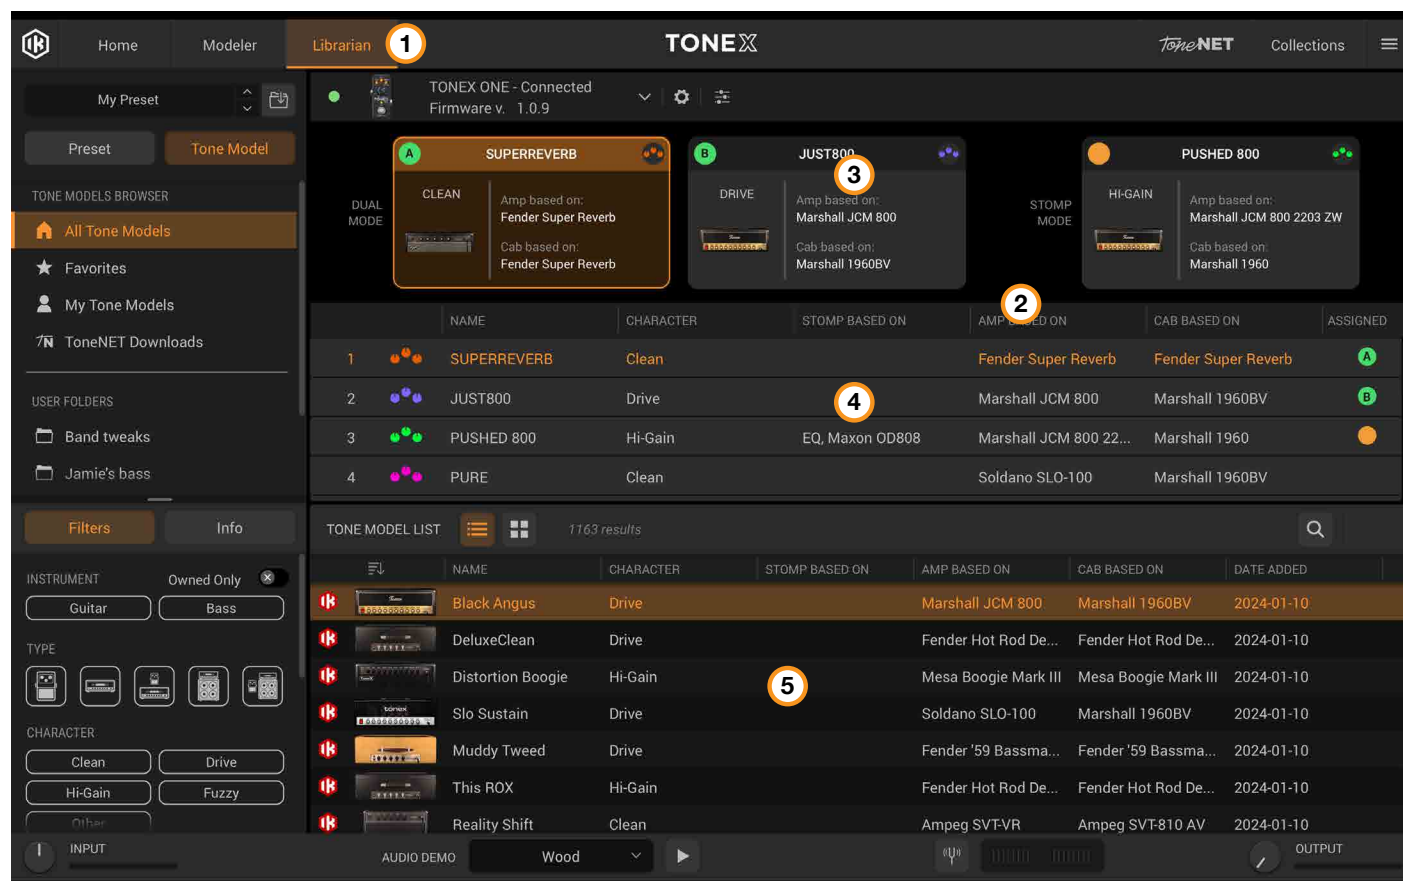 Home
Modeler
Librarian
1
TONEX
ToneNET
Collections
My Preset
TONEX ONE - Connected
Firmware v. 1.0.9
Preset
Tone Model
TONE MODELS BROWSER
All Tone Models
Favorites
My Tone Models
ToneNET Downloads
USER FOLDERS
Band tweaks
Jamie's bass
DUAL
MODE
A
SUPERREVERB
CLEAN
Amp based on:
Fender Super Reverb
Cab based on:
Fender Super Reverb
B
JUST800
3
DRIVE
Amp based on:
Marshall JCM 800
Cab based on:
Marshall 1960BV
STOMP
MODE
PUSHED 800
HI-GAIN
Amp based on:
Marshall JCM 800 2203 ZW
Cab based on:
Marshall 1960
2
NAME CHARACTER STOMP BASED ON AMP BASED ON CAB BASED ON ASSIGNED
1 SUPERREVERB Clean Fender Super Reverb Fender Super Reverb A
2 JUST800 Drive Marshall JCM 800 Marshall 1960BV B
4
3 PUSHED 800 Hi-Gain EQ, Maxon OD808 Marshall JCM 800 22... Marshall 1960
4 PURE Clean Soldano SLO-100 Marshall 1960BV
Filters
Info
INSTRUMENT
Owned Only
Guitar
Bass
TYPE
CHARACTER
Clean
Drive
Hi-Gain
Fuzzy
Other
TONE MODEL LIST
1163 results
NAME CHARACTER STOMP BASED ON AMP BASED ON CAB BASED ON DATE ADDED
Black Angus Drive Marshall JCM 800 Marshall 1960BV 2024-01-10
DeluxeClean Drive Fender Hot Rod De... Fender Hot Rod De... 2024-01-10
Distortion Boogie Hi-Gain Mesa Boogie Mark III Mesa Boogie Mark III 2024-01-10
5
tonex
Slo Sustain Drive Soldano SLO-100 Marshall 1960BV 2024-01-10
Muddy Tweed Drive Fender '59 Bassma... Fender '59 Bassma... 2024-01-10
This ROX Hi-Gain Fender Hot Rod De... Fender Hot Rod De... 2024-01-10
Reality Shift Clean Ampeg SVT-VR Ampeg SVT-810 AV 2024-01-10
INPUT
AUDIO DEMO
Wood
OUTPUT